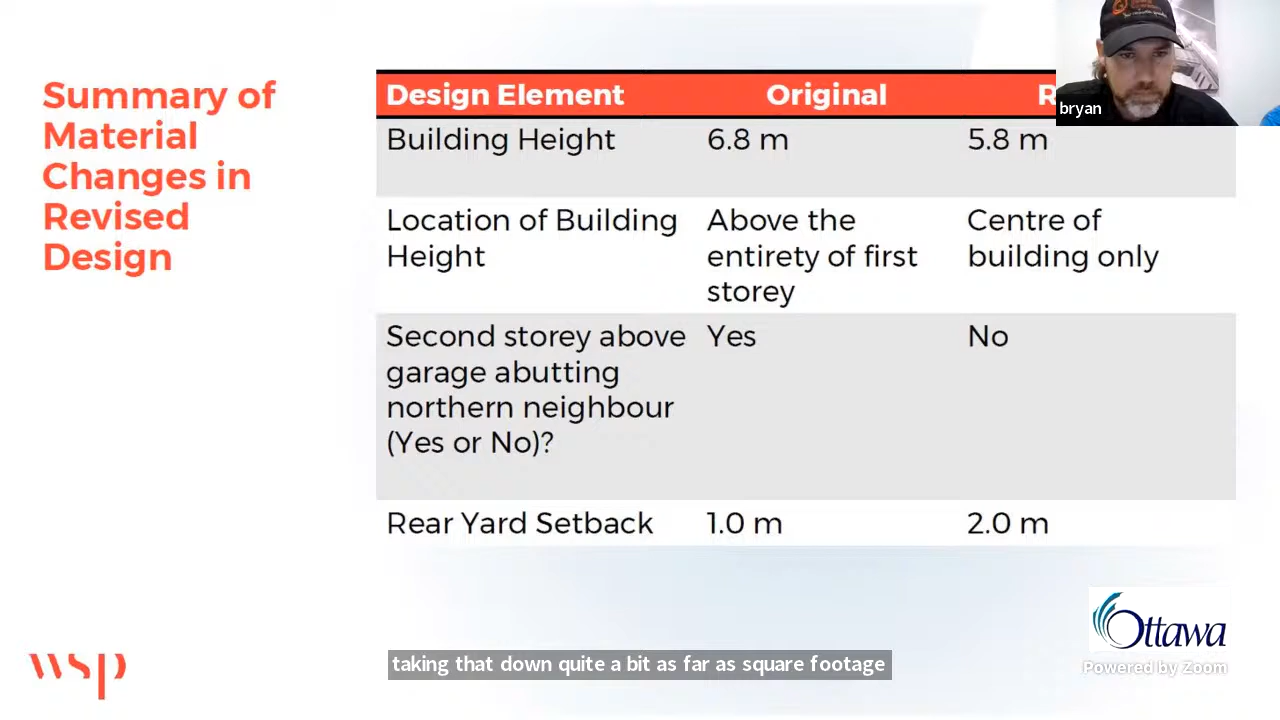 Summary of
Material
Changes in
Revised
Design
Design Element Original R
Building Height 6.8 m 5.8 m
Location of Building Height Above the entirety of first storey Centre of building only
Second storey above garage abutting northern neighbour (Yes or No)? Yes No
Rear Yard Setback 1.0 m 2.0 m
bryan
wsp
Ottawa
Powered by Zoom
taking that down quite a bit as far as square footage